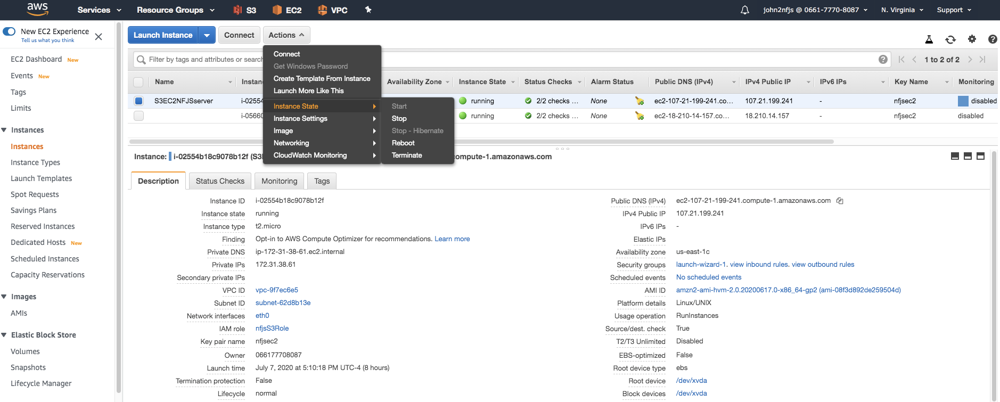 aws Services Resource Groups S3 EC2 VPC john2nfjs @ 0661-7770-8087 N. Virginia Support
New EC2 Experience
Tell us what you think
EC2 Dashboard New
Events New
Tags
Limits
Instances
Instances
Instance Types
Launch Templates
Spot Requests
Savings Plans
Reserved Instances
Dedicated Hosts New
Scheduled Instances
Capacity Reservations
Images
AMIs
Elastic Block Store
Volumes
Snapshots
Lifecycle Manager
Launch Instance Connect Actions
Filter by tags and attributes or search
1 to 2 of 2
Connect
Get Windows Password
Create Template From Instance
Launch More Like This
Instance State
Instance Settings
Image
Networking
CloudWatch Monitoring
Start
Stop
Stop - Hibernate
Reboot
Terminate
Name Availability Zone Instance State Status Checks Alarm Status Public DNS (IPv4) IPv4 Public IP IPv6 IPs Key Name Monitoring
S3EC2NFJSserver i-0255 running 2/2 checks ... None ec2-107-21-199-241.co... 107.21.199.241 - nfjsec2 disabled
i-0566 running 2/2 checks ... None ec2-18-210-14-157.co... 18.210.14.157 - nfjsec2 disabled
Instance: i-02554b18c9078b12f (S3 compute-1.amazonaws.com
Description Status Checks Monitoring Tags
Instance ID i-02554b18c9078b12f
Instance state running
Instance type t2.micro
Finding Opt-in to AWS Compute Optimizer for recommendations. Learn more
Private DNS ip-172-31-38-61.ec2.internal
Private IPs 172.31.38.61
Secondary private IPs
VPC ID vpc-9f7ec6e5
Subnet ID subnet-62d8b13e
Network interfaces eth0
IAM role nfjsS3Role
Key pair name nfjsec2
Owner 066177708087
Launch time July 7, 2020 at 5:10:18 PM UTC-4 (8 hours)
Termination protection False
Lifecycle normal
Public DNS (IPv4) ec2-107-21-199-241.compute-1.amazonaws.com
IPv4 Public IP 107.21.199.241
IPv6 IPs -
Elastic IPs
Availability zone us-east-1c
Security groups launch-wizard-1. view inbound rules. view outbound rules
Scheduled events No scheduled events
AMI ID amzn2-ami-hvm-2.0.20200617.0-x86_64-gp2 (ami-08f3d892de259504d)
Platform details Linux/UNIX
Usage operation RunInstances
Source/dest. check True
T2/T3 Unlimited Disabled
EBS-optimized False
Root device type ebs
Root device /dev/xvda
Block devices /dev/xvda